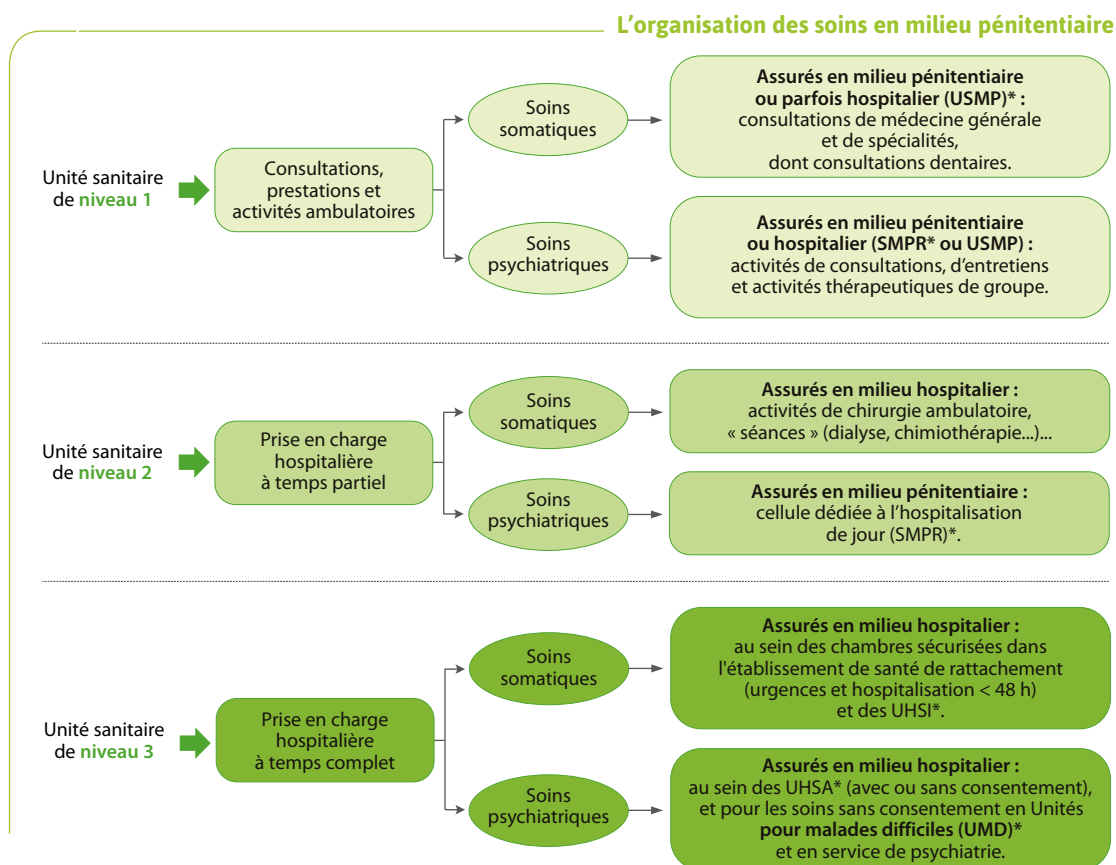 L'organisation des soins en milieu pénitentiaire
Unité sanitaire
de niveau 1
Consultations,
prestations et
activités ambulatoires
Soins
somatiques
Assurés en milieu pénitentiaire
ou parfois hospitalier (USMP)* :
consultations de médecine générale
et de spécialités,
dont consultations dentaires.
Soins
psychiatriques
Assurés en milieu pénitentiaire
ou hospitalier (SMPR* ou USMP) :
activités de consultations, d’entretiens
et activités thérapeutiques de groupe.
Unité sanitaire
de niveau 2
Prise en charge
hospitalière
à temps partiel
Soins
somatiques
Assurés en milieu hospitalier :
activités de chirurgie ambulatoire,
« séances » (dialyse, chimiothérapie...)...
Soins
psychiatriques
Assurés en milieu pénitentiaire :
cellule dédiée à l’hospitalisation
de jour (SMPR)*.
Unité sanitaire
de niveau 3
Prise en charge
hospitalière
à temps complet
Soins
somatiques
Assurés en milieu hospitalier :
au sein des chambres sécurisées dans
l'établissement de santé de rattachement
(urgences et hospitalisation < 48 h)
et des UHSI*.
Soins
psychiatriques
Assurés en milieu hospitalier :
au sein des UHSA* (avec ou sans consentement),
et pour les soins sans consentement en Unités
pour malades difficiles (UMD)*
et en service de psychiatrie.